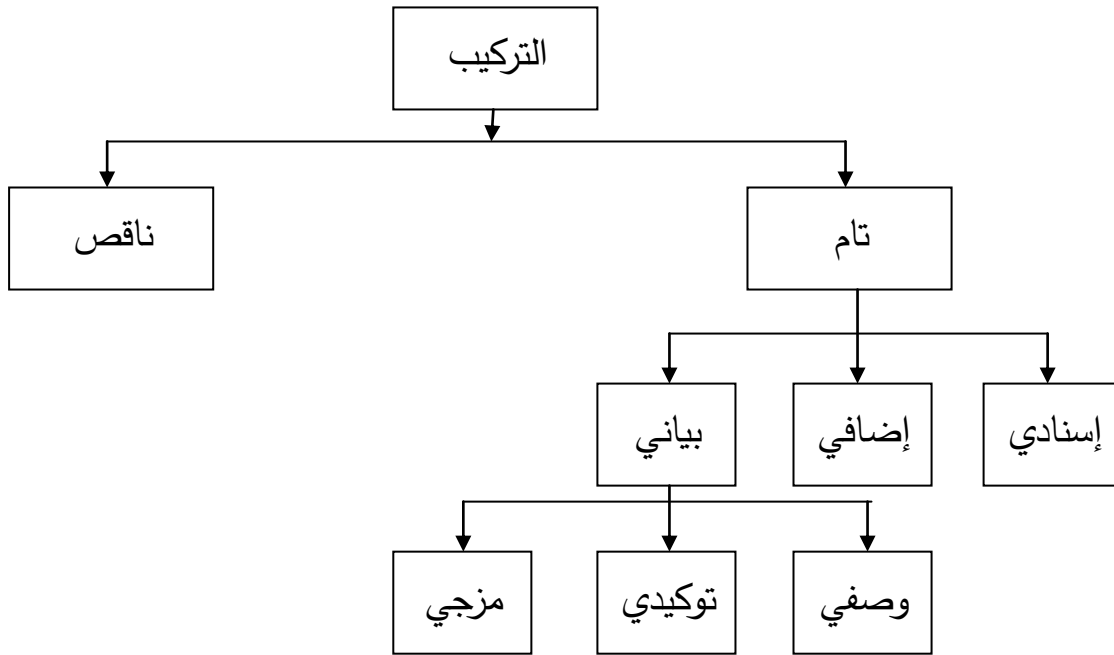 التركيب
تام
ناقص
إسنادي
إضافي
بياني
وصفي
توكيدي
مزجي